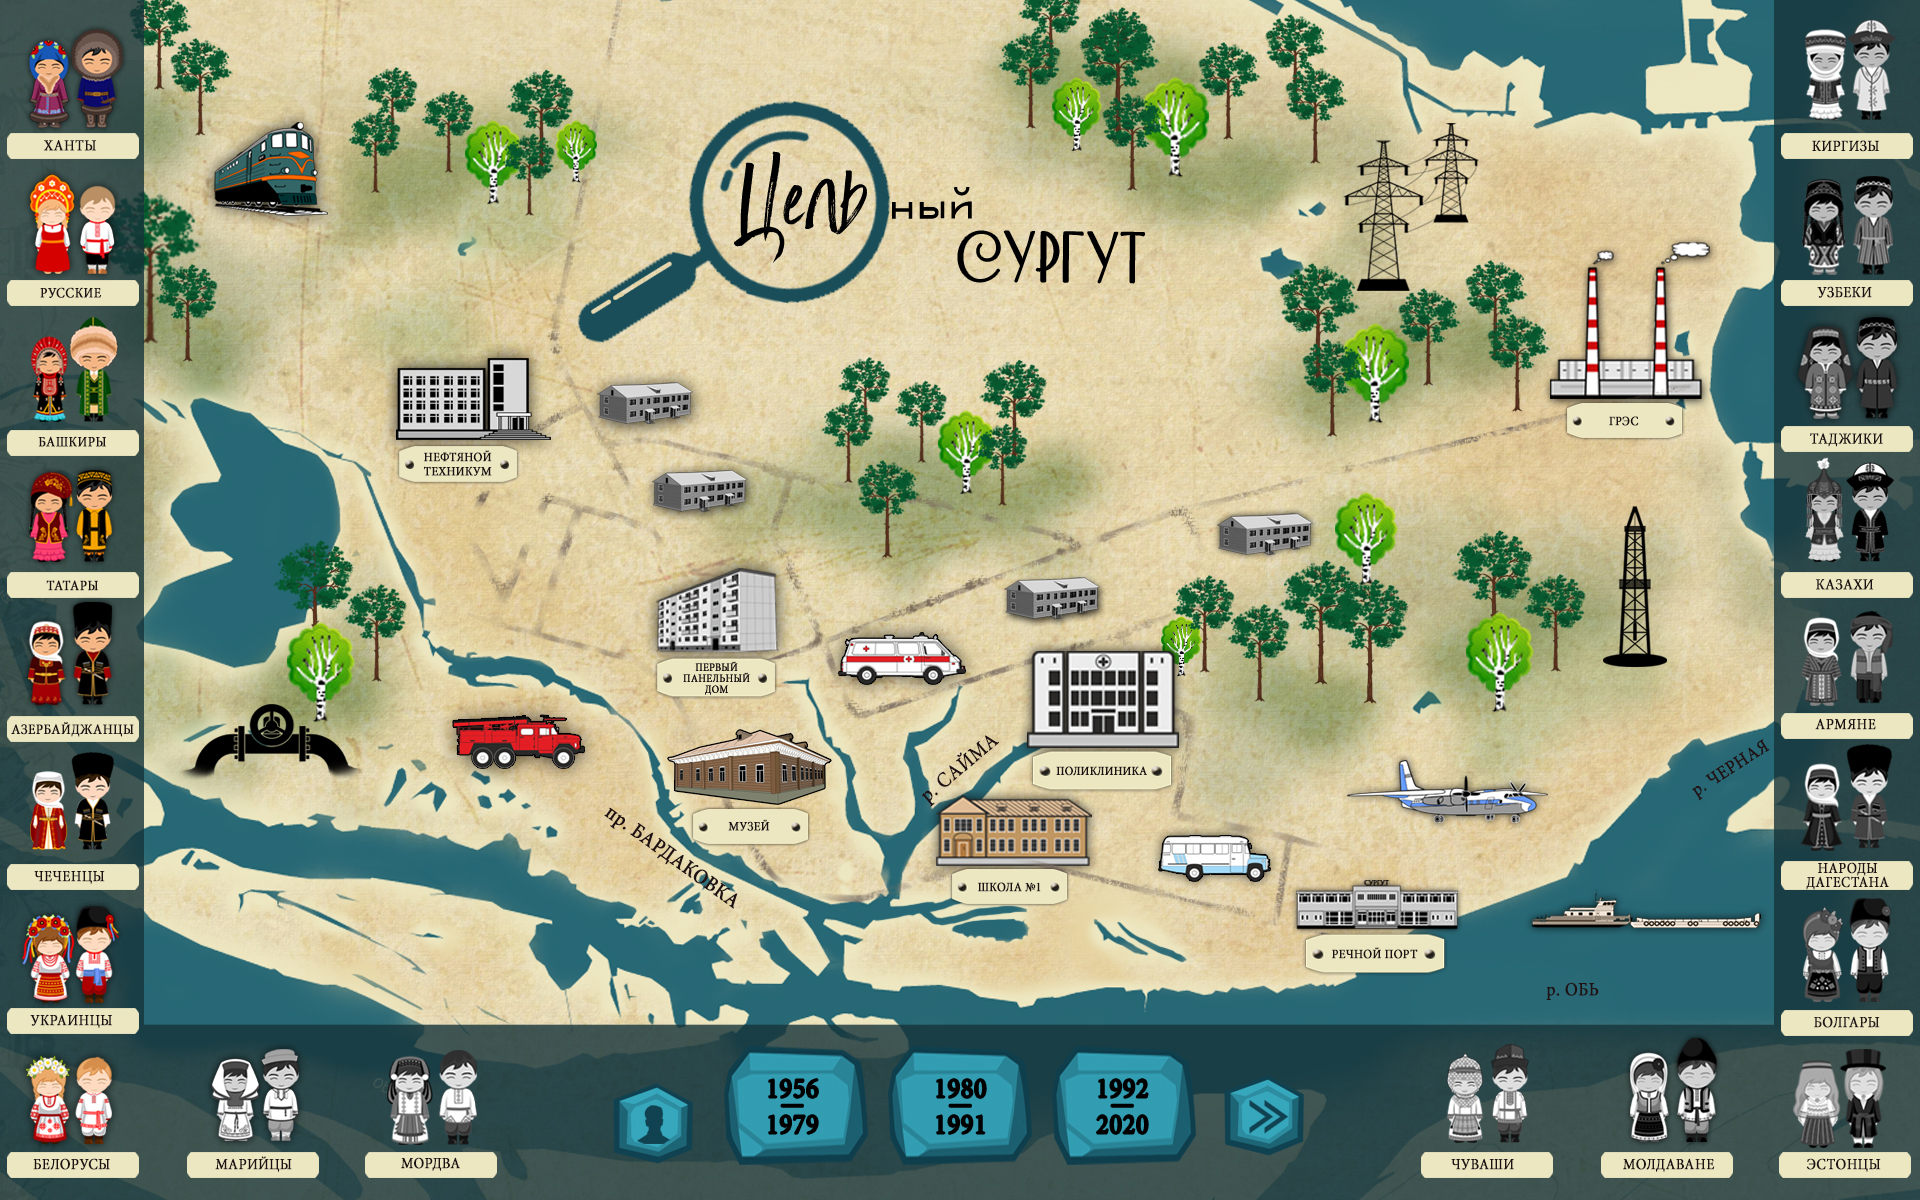 ХАНТЫ
РУССКИЕ
БАШКИРЫ
ТАТАРЫ
АЗЕРБАЙДЖАНЦЫ
ЧЕЧЕНЦЫ
УКРАИНЦЫ
БЕЛОРУСЫ
МАРИЙЦЫ
МОРДВА
Цельный
СУРГУТ
НЕФТЯНОЙ
ТЕХНИКУМ
ГРЭС
ПЕРВЫЙ
ПАНЕЛЬНЫЙ
ДОМ
ПОЛИКЛИНИКА
МУЗЕЙ
ШКОЛА №1
СУРГУТ
РЕЧНОЙ ПОРТ
пр. БАРДАКОВКА
р. САЙМА
р. ЧЕРНАЯ
р. ОБЬ
1956
1979
1980
1991
1992
2020
КИРГИЗЫ
УЗБЕКИ
ТАДЖИКИ
КАЗАХИ
АРМЯНЕ
НАРОДЫ
ДАГЕСТАНА
БОЛГАРЫ
ЧУВАШИ
МОЛДАВАНЕ
ЭСТОНЦЫ